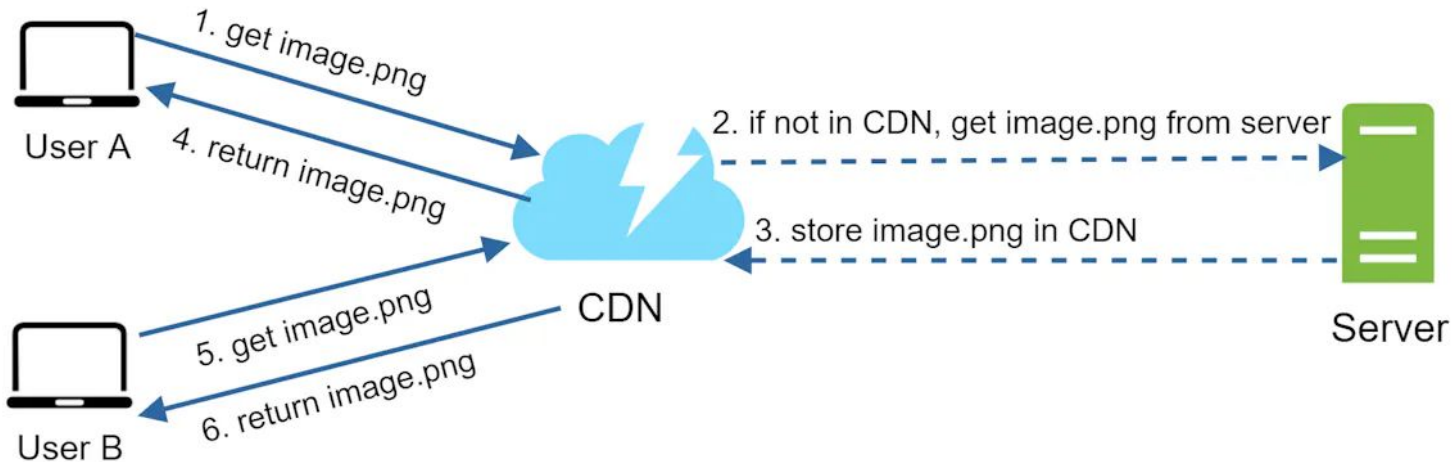 1. get image.png
User A
4. return image.png
2. if not in CDN, get image.png from server
3. store image.png in CDN
CDN
Server
5. get image.png
6. return image.png
User B